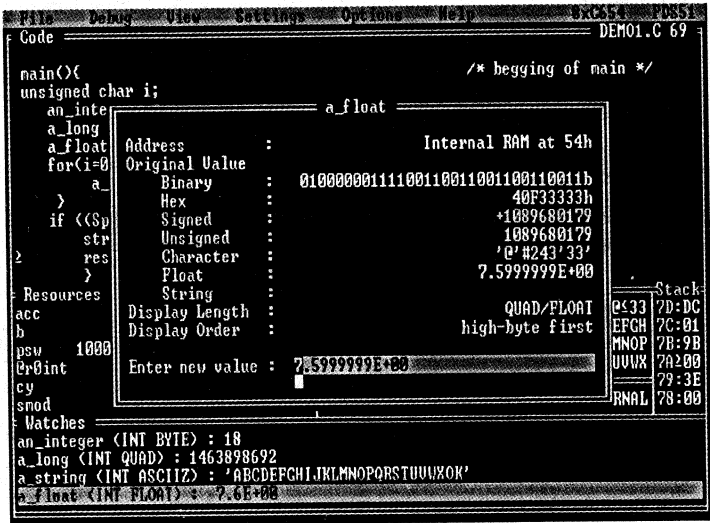 File Debug View Settings Options Help
Code DEMO1.C 69
main(){ /* begging of main */
unsigned char i;
an_inte
a_long
a_float
for(i=0
a_
}
if ((Sp
str
res
}
a_float
Address : Internal RAM at 54h
Original Value
Binary : 01000000111100110011001100110011b
Hex : 40F33333h
Signed : +1089680179
Unsigned : 1089680179
Character : '@'#243'33'
Float : 7.5999999E+00
String :
Display Length : QUAD/FLOAT
Display Order : high-byte first
Enter new value : 7.5999999E+00
Resources
acc
b
psw 1000
@r0int
cy
smod
@≤33
EFGH
MNOP
UVWX
RNAL
Stack
7D:DC
7C:01
7B:9B
7A≥00
79:3E
78:00
Watches
an_integer (INT BYTE) : 18
a_long (INT QUAD) : 1463898692
a_string (INT ASCIIZ) : 'ABCDEFGHIJKLMNOPQRSTUVWXOK'
a_float (INT FLOAT) : 7.6E+00